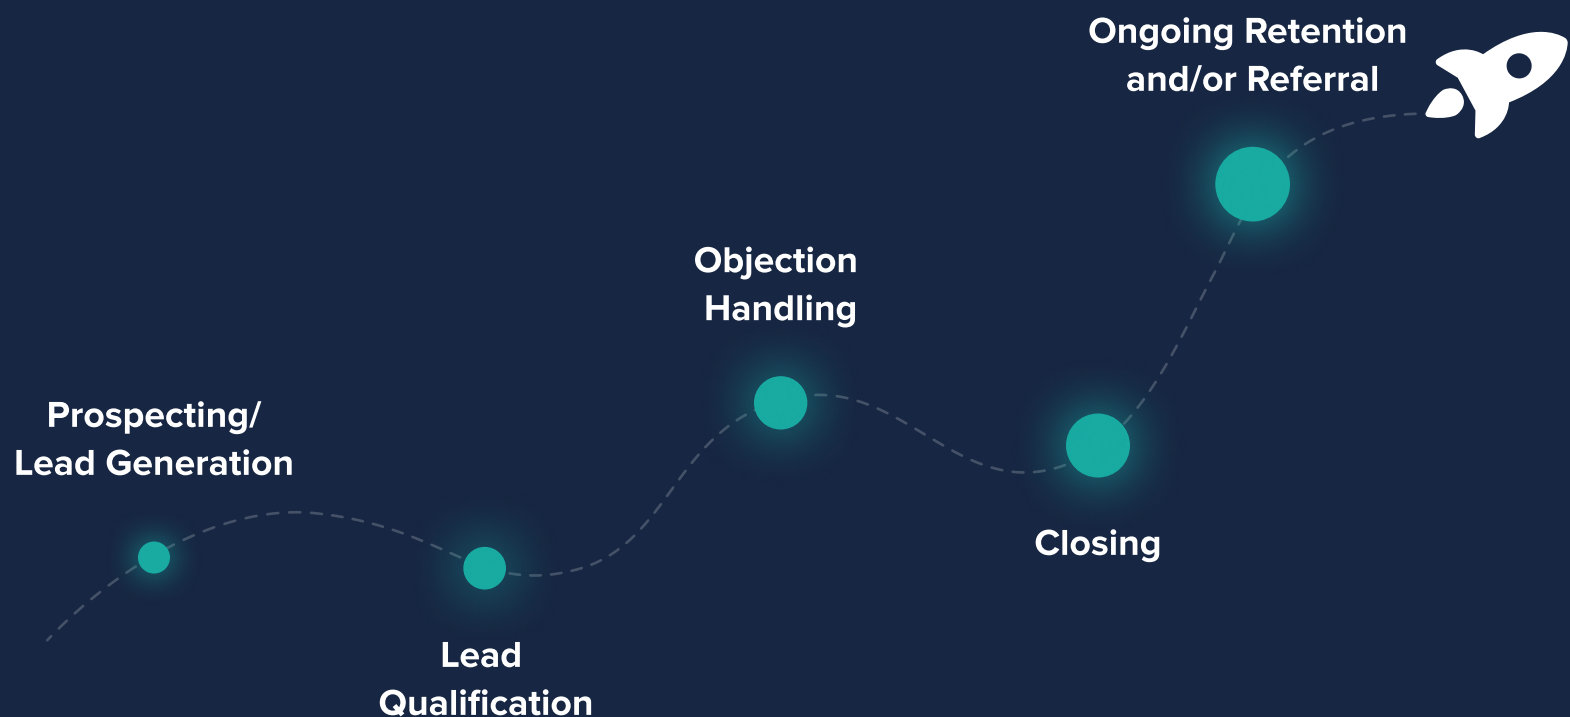 Prospecting/
Lead Generation
Lead
Qualification
Objection
Handling
Closing
Ongoing Retention
and/or Referral